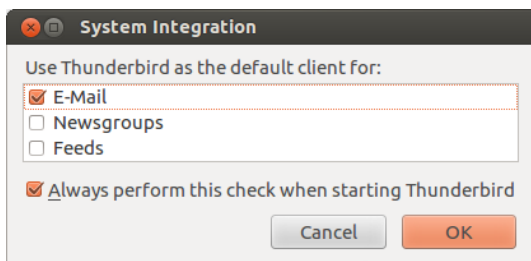 System Integration
Use Thunderbird as the default client for:
E-Mail
Newsgroups
Feeds
Always perform this check when starting Thunderbird
Cancel OK